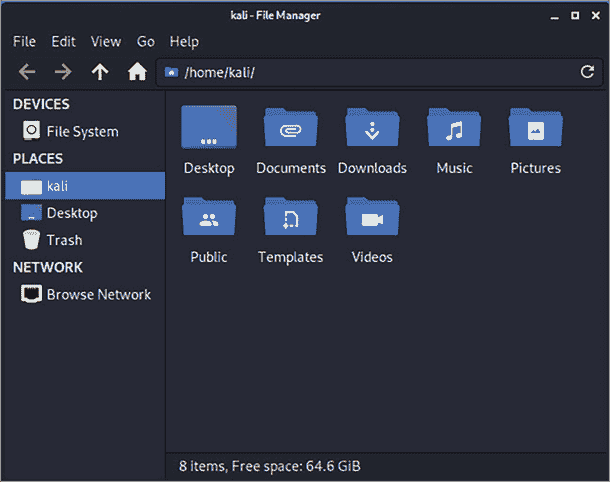 kali - File Manager
File Edit View Go Help
/home/kali/
DEVICES
File System
PLACES
kali
Desktop
Trash
NETWORK
Browse Network
Desktop Documents Downloads Music Pictures
Public Templates Videos
8 items, Free space: 64.6 GiB